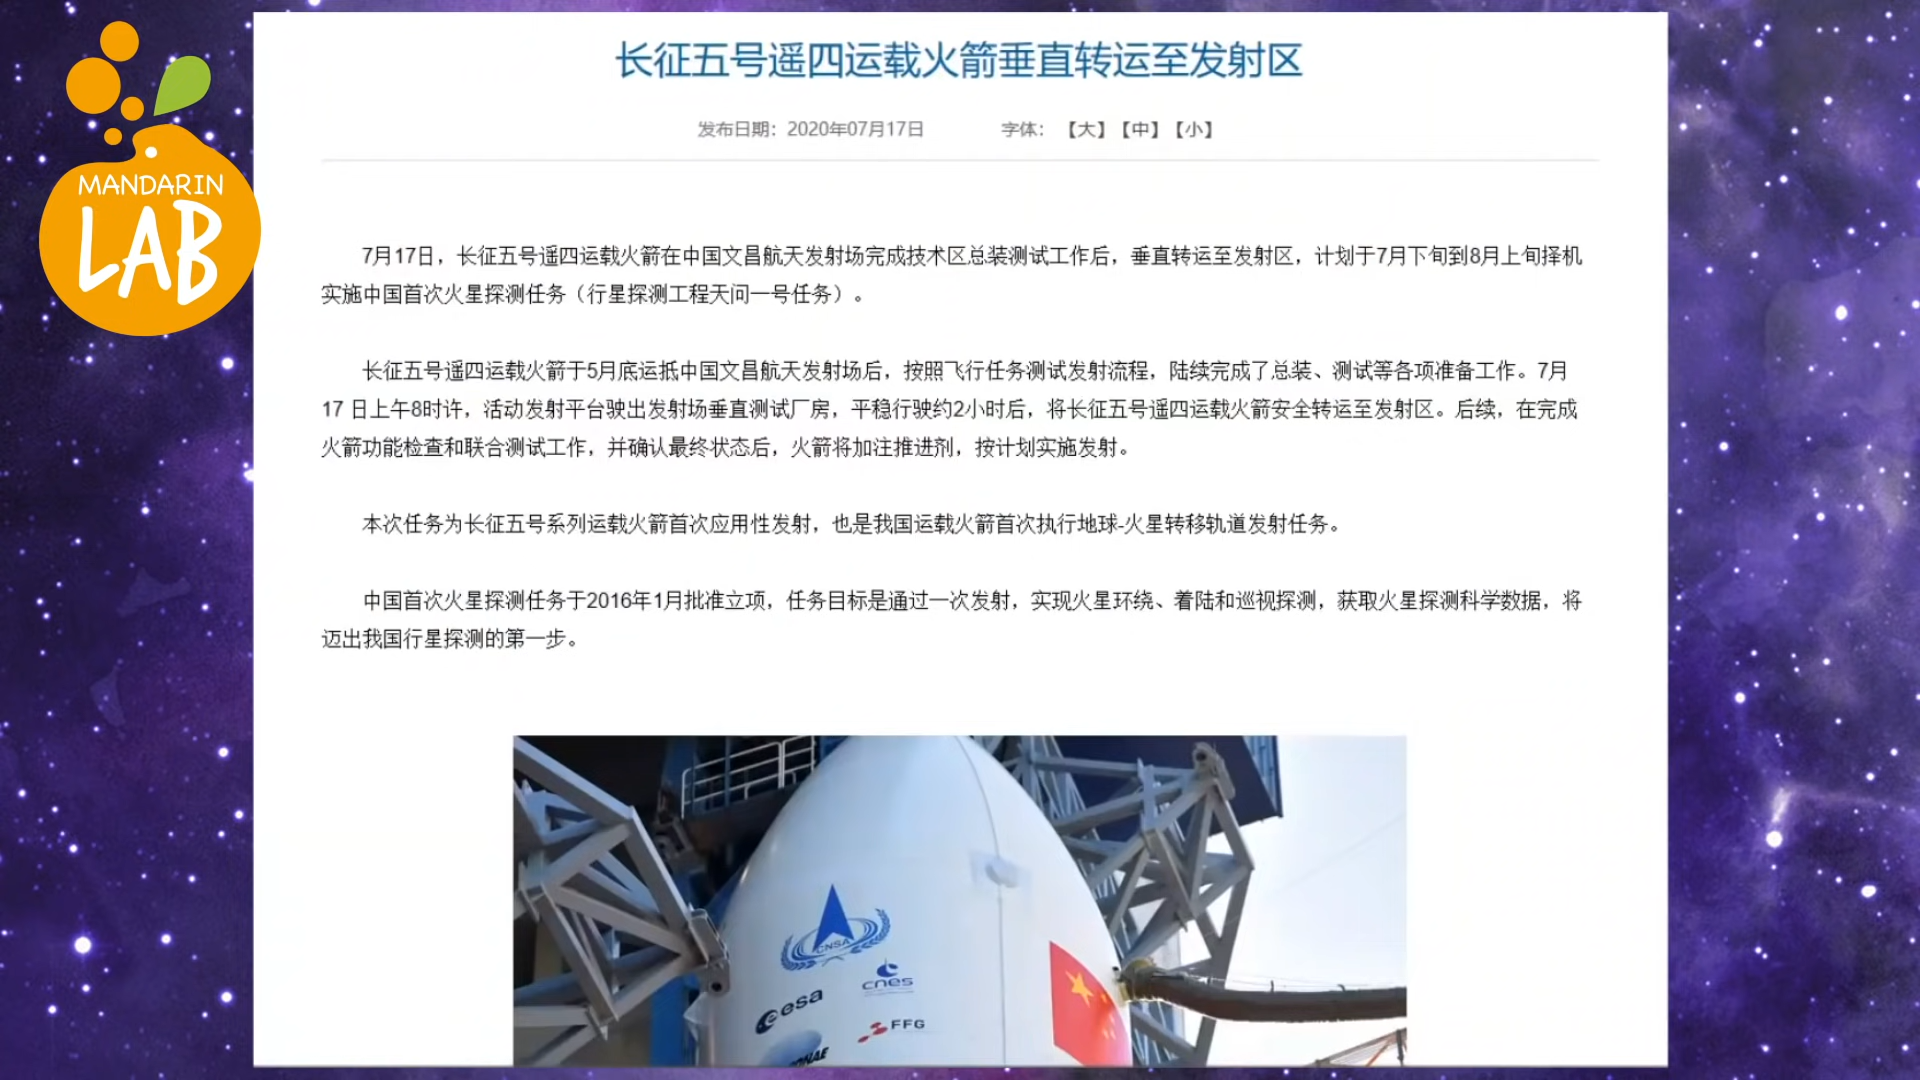 MANDARIN
LAB
长征五号遥四运载火箭垂直转运至发射区
发布日期：2020年07月17日 字体：【大】【中】【小】
7月17日，长征五号遥四运载火箭在中国文昌航天发射场完成技术区总装测试工作后，垂直转运至发射区，计划于7月下旬到8月上旬择机
实施中国首次火星探测任务（行星探测工程天问一号任务）。
长征五号遥四运载火箭于5月底运抵中国文昌航天发射场后，按照飞行任务测试发射流程，陆续完成了总装、测试等各项准备工作。7月
17 日上午8时许，活动发射平台驶出发射场垂直测试厂房，平稳行驶约2小时后，将长征五号遥四运载火箭安全转运至发射区。后续，在完成
火箭功能检查和联合测试工作，并确认最终状态后，火箭将加注推进剂，按计划实施发射。
本次任务为长征五号系列运载火箭首次应用性发射，也是我国运载火箭首次执行地球-火星转移轨道发射任务。
中国首次火星探测任务于2016年1月批准立项，任务目标是通过一次发射，实现火星环绕、着陆和巡视探测，获取火星探测科学数据，将
迈出我国行星探测的第一步。
CNSA
cnes
esa
FFG